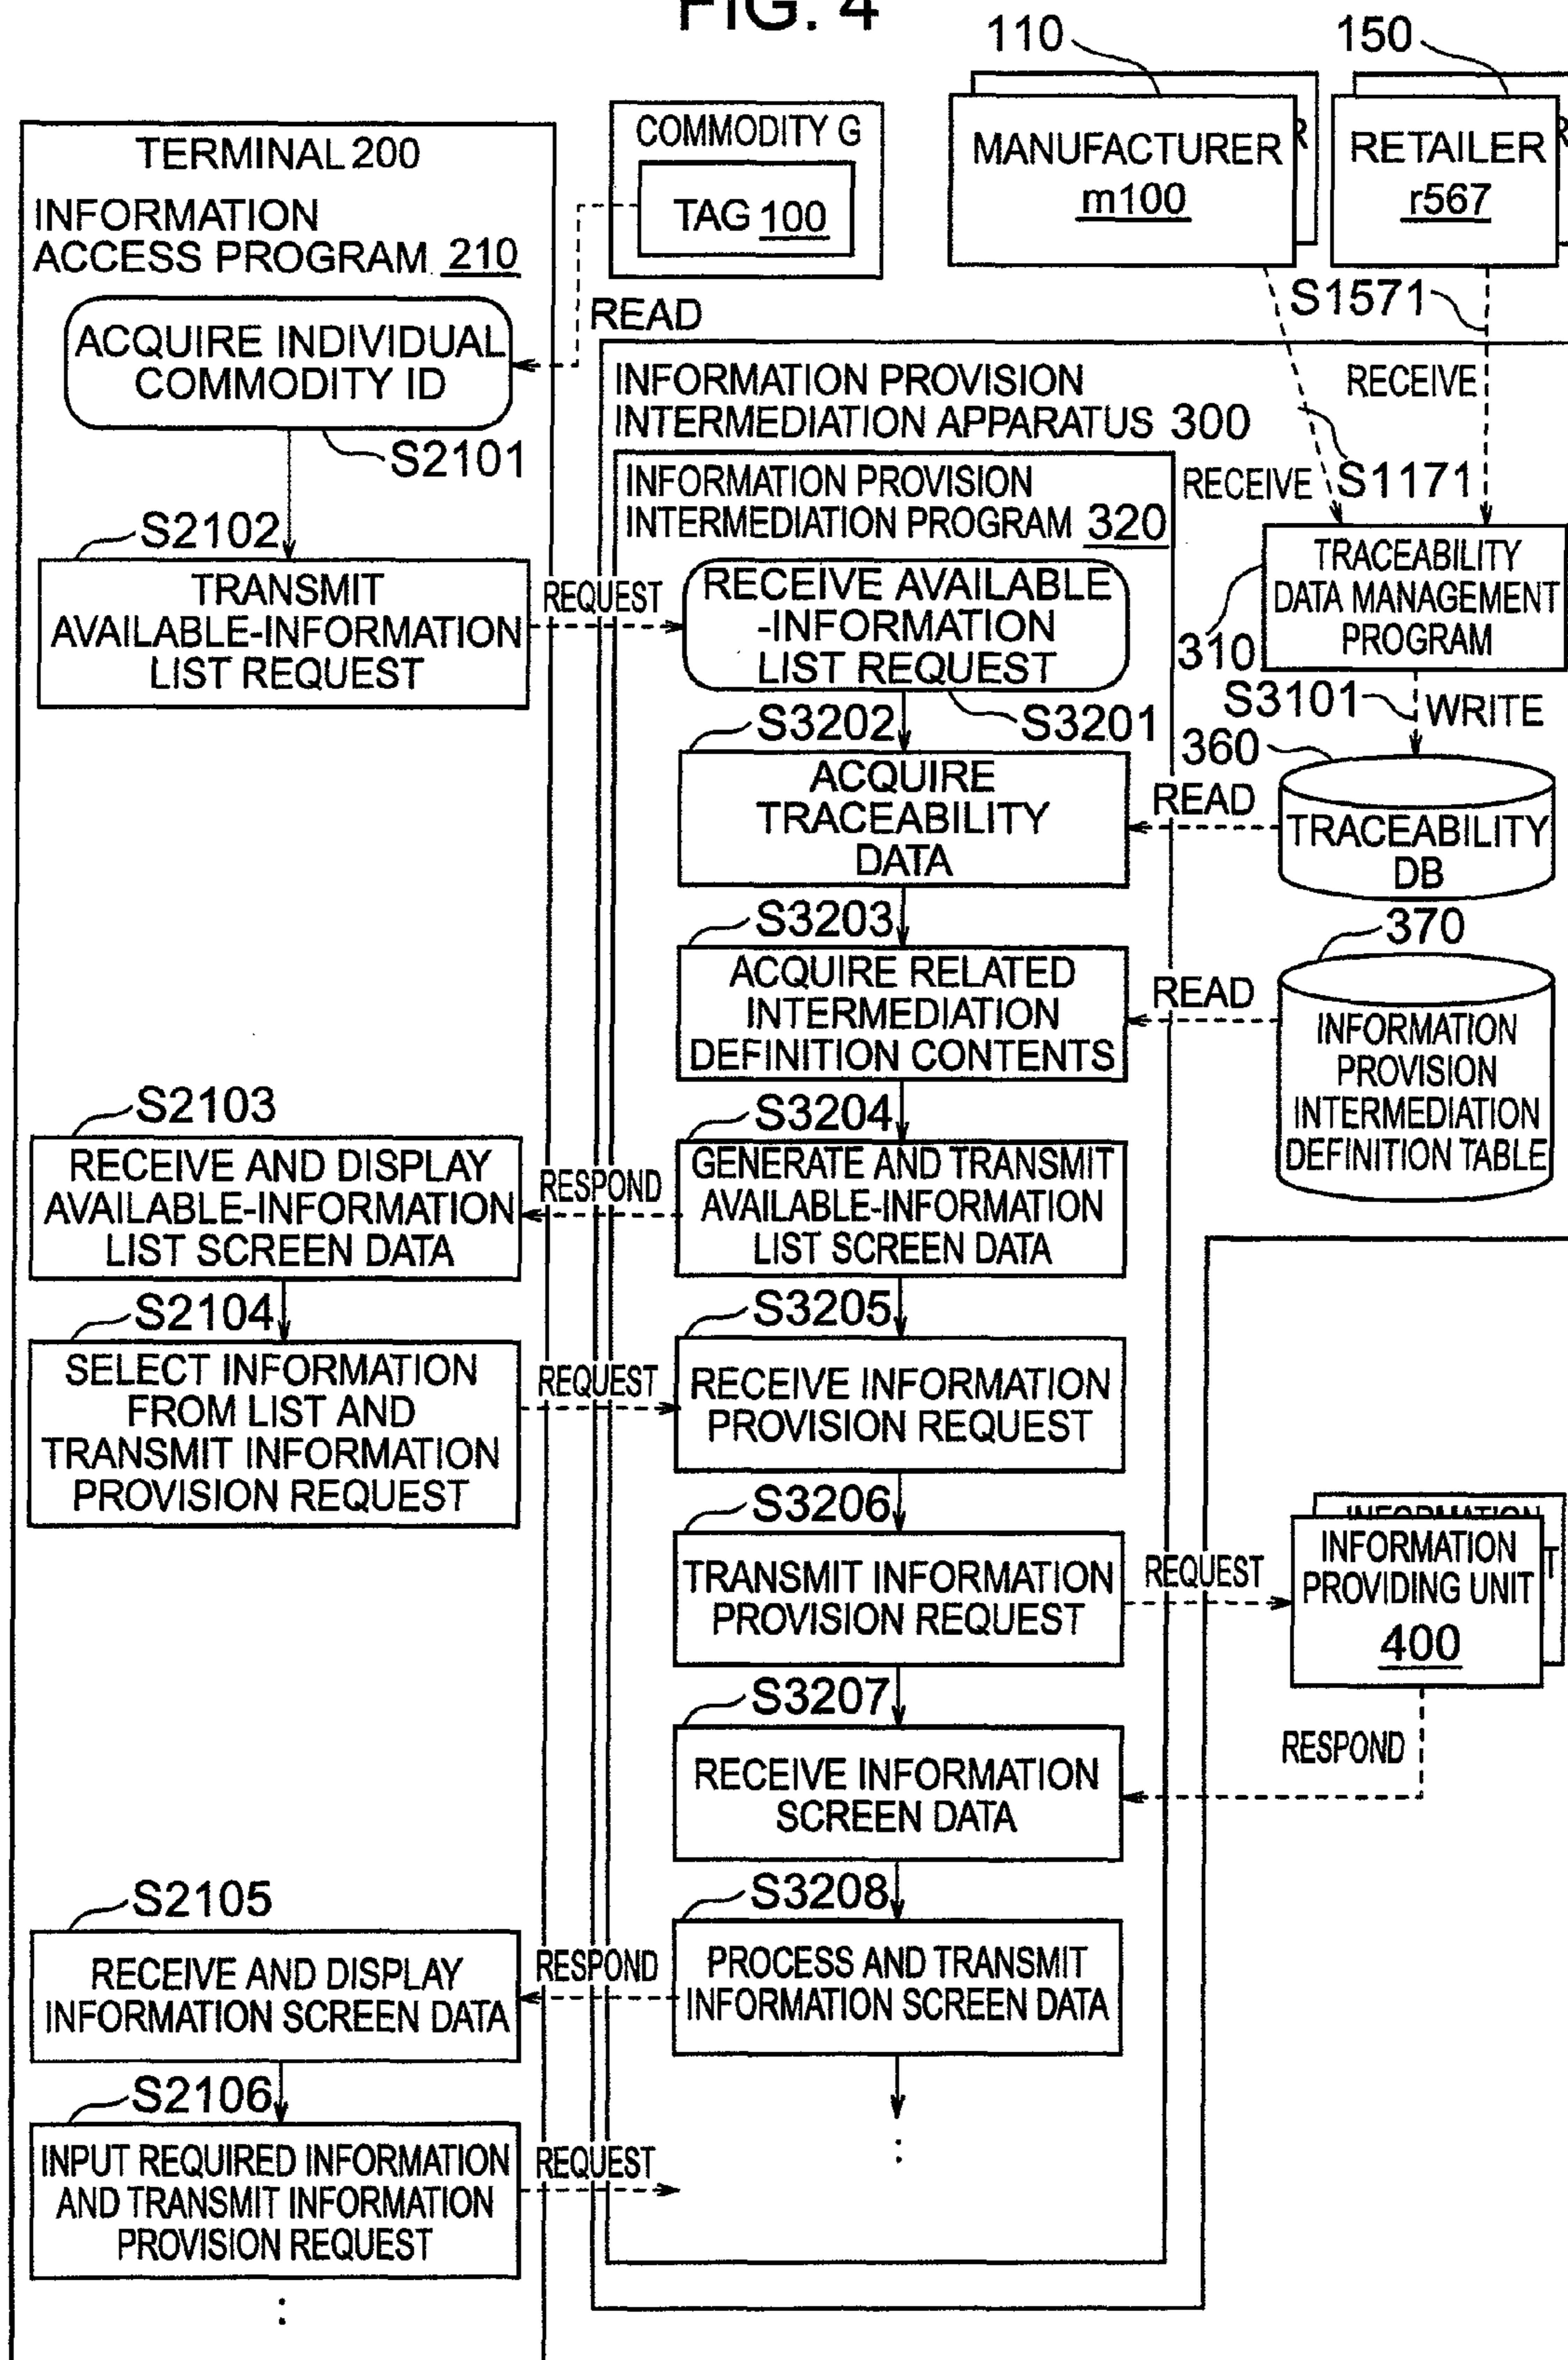 FIG. 4
110
150
MANUFACTURER
m100
R
RETAILER
r567
R
COMMODITY G
TAG 100
TERMINAL 200
INFORMATION
ACCESS PROGRAM 210
ACQUIRE INDIVIDUAL
COMMODITY ID
S2101
READ
S1571
RECEIVE
RECEIVE
S1171
INFORMATION PROVISION
INTERMEDIATION APPARATUS 300
INFORMATION PROVISION
INTERMEDIATION PROGRAM 320
S2102
TRANSMIT
AVAILABLE-INFORMATION
LIST REQUEST
REQUEST
RECEIVE AVAILABLE
-INFORMATION
LIST REQUEST
S3201
310
TRACEABILITY
DATA MANAGEMENT
PROGRAM
S3101
WRITE
S3202
ACQUIRE
TRACEABILITY
DATA
READ
360
TRACEABILITY
DB
S3203
ACQUIRE RELATED
INTERMEDIATION
DEFINITION CONTENTS
READ
370
INFORMATION
PROVISION
INTERMEDIATION
DEFINITION TABLE
S2103
RECEIVE AND DISPLAY
AVAILABLE-INFORMATION
LIST SCREEN DATA
RESPOND
S3204
GENERATE AND TRANSMIT
AVAILABLE-INFORMATION
LIST SCREEN DATA
S2104
SELECT INFORMATION
FROM LIST AND
TRANSMIT INFORMATION
PROVISION REQUEST
REQUEST
S3205
RECEIVE INFORMATION
PROVISION REQUEST
S3206
TRANSMIT INFORMATION
PROVISION REQUEST
REQUEST
INFORMATION
T
INFORMATION
PROVIDING UNIT
400
RESPOND
S3207
RECEIVE INFORMATION
SCREEN DATA
S2105
RECEIVE AND DISPLAY
INFORMATION SCREEN DATA
RESPOND
S3208
PROCESS AND TRANSMIT
INFORMATION SCREEN DATA
S2106
INPUT REQUIRED INFORMATION
AND TRANSMIT INFORMATION
PROVISION REQUEST
REQUEST